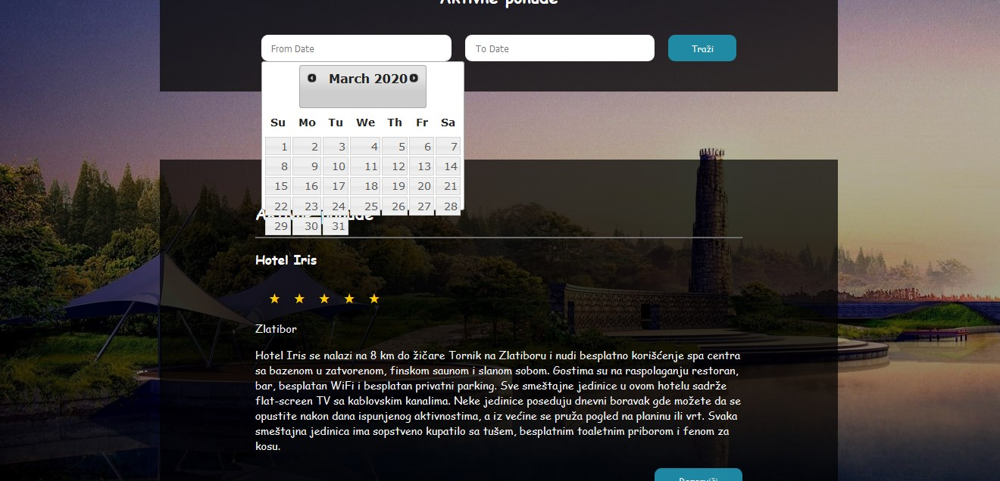 Aktivne ponude
From Date
To Date
Traži
March 2020
Su Mo Tu We Th Fr Sa
1 2 3 4 5 6 7
8 9 10 11 12 13 14
15 16 17 18 19 20 21
22 23 24 25 26 27 28
29 30 31
Aktivne ponude
Hotel Iris
Zlatibor
Hotel Iris se nalazi na 8 km do žičare Tornik na Zlatiboru i nudi besplatno korišćenje spa centra
sa bazenom u zatvorenom, finskom saunom i slanom sobom. Gostima su na raspolaganju restoran,
bar, besplatan WiFi i besplatan privatni parking. Sve smeštajne jedinice u ovom hotelu sadrže
flat-screen TV sa kablovskim kanalima. Neke jedinice poseduju dnevni boravak gde možete da se
opustite nakon dana ispunjenog aktivnostima, a iz većine se pruža pogled na planinu ili vrt. Svaka
smeštajna jedinica ima sopstveno kupatilo sa tušem, besplatnim toaletnim priborom i fenom za
kosu.